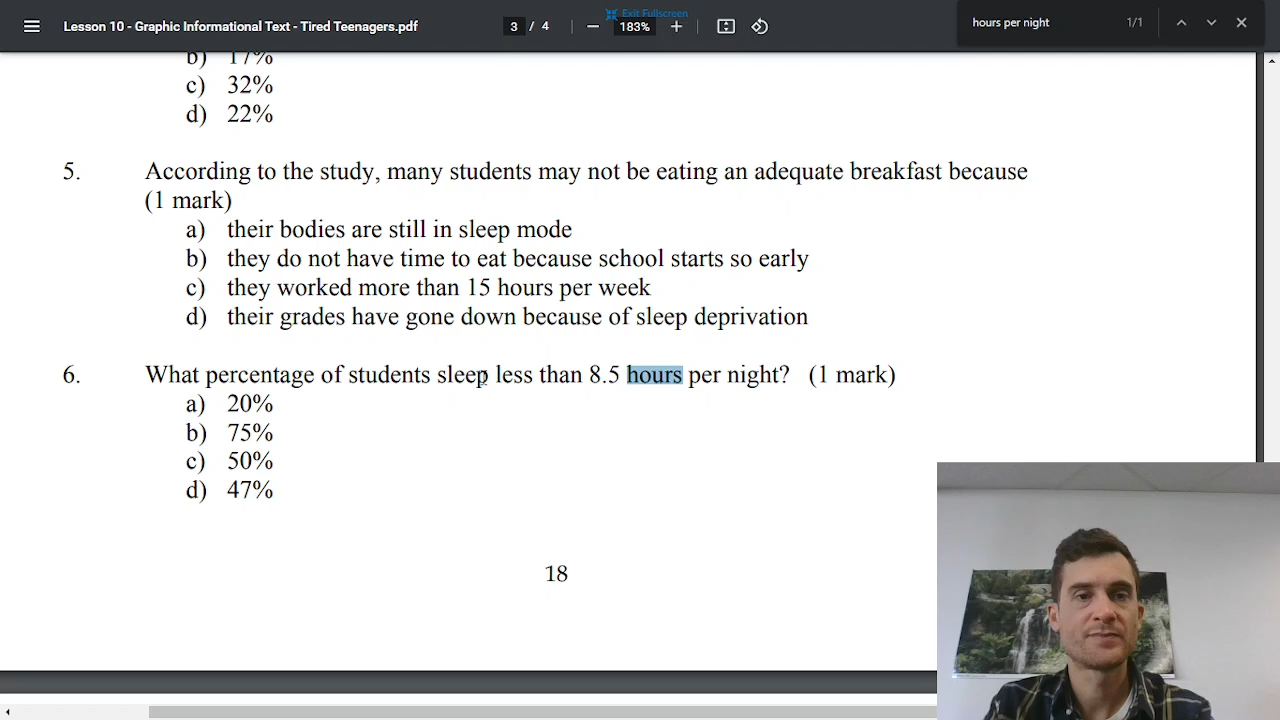 Exit Fullscreen
Lesson 10 - Graphic Informational Text - Tired Teenagers.pdf
3 / 4
183%
hours per night
1/1
b) 17%
c) 32%
d) 22%
5. According to the study, many students may not be eating an adequate breakfast because
(1 mark)
a) their bodies are still in sleep mode
b) they do not have time to eat because school starts so early
c) they worked more than 15 hours per week
d) their grades have gone down because of sleep deprivation
6. What percentage of students sleep less than 8.5 hours per night? (1 mark)
a) 20%
b) 75%
c) 50%
d) 47%
18